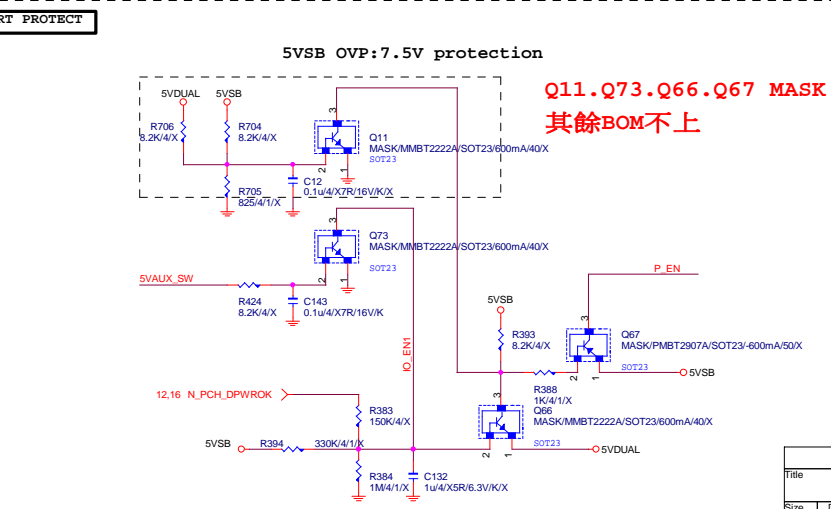 RT PROTECT
5VSB OVP:7.5V protection
Q11.Q73.Q66.Q67 MASK
其餘BOM不上
5VDUAL
5VSB
R706
8.2K/4/X
R704
8.2K/4/X
3
Q11
MASK/MMBT2222A/SOT23/600mA/40/X
SOT23
2
1
R705
825/4/1/X
C12
0.1u/4/X7R/16V/K/X
3
Q73
MASK/MMBT2222A/SOT23/600mA/40/X
SOT23
2
1
5VAUX_SW
R424
8.2K/4/X
C143
0.1u/4/X7R/16V/K
P_EN
5VSB
R393
8.2K/4/X
3
Q67
MASK/PMBT2907A/SOT23/-600mA/50/X
SOT23
2
1
5VSB
IO_EN1
R388
1K/4/1/X
12,16 N_PCH_DPWROK
R383
150K/4/X
3
Q66
MASK/MMBT2222A/SOT23/600mA/40/X
SOT23
2
1
5VDUAL
5VSB
R394
330K/4/1/X
R384
1M/4/1/X
C132
1u/4/X5R/6.3V/K/X
Title
Size